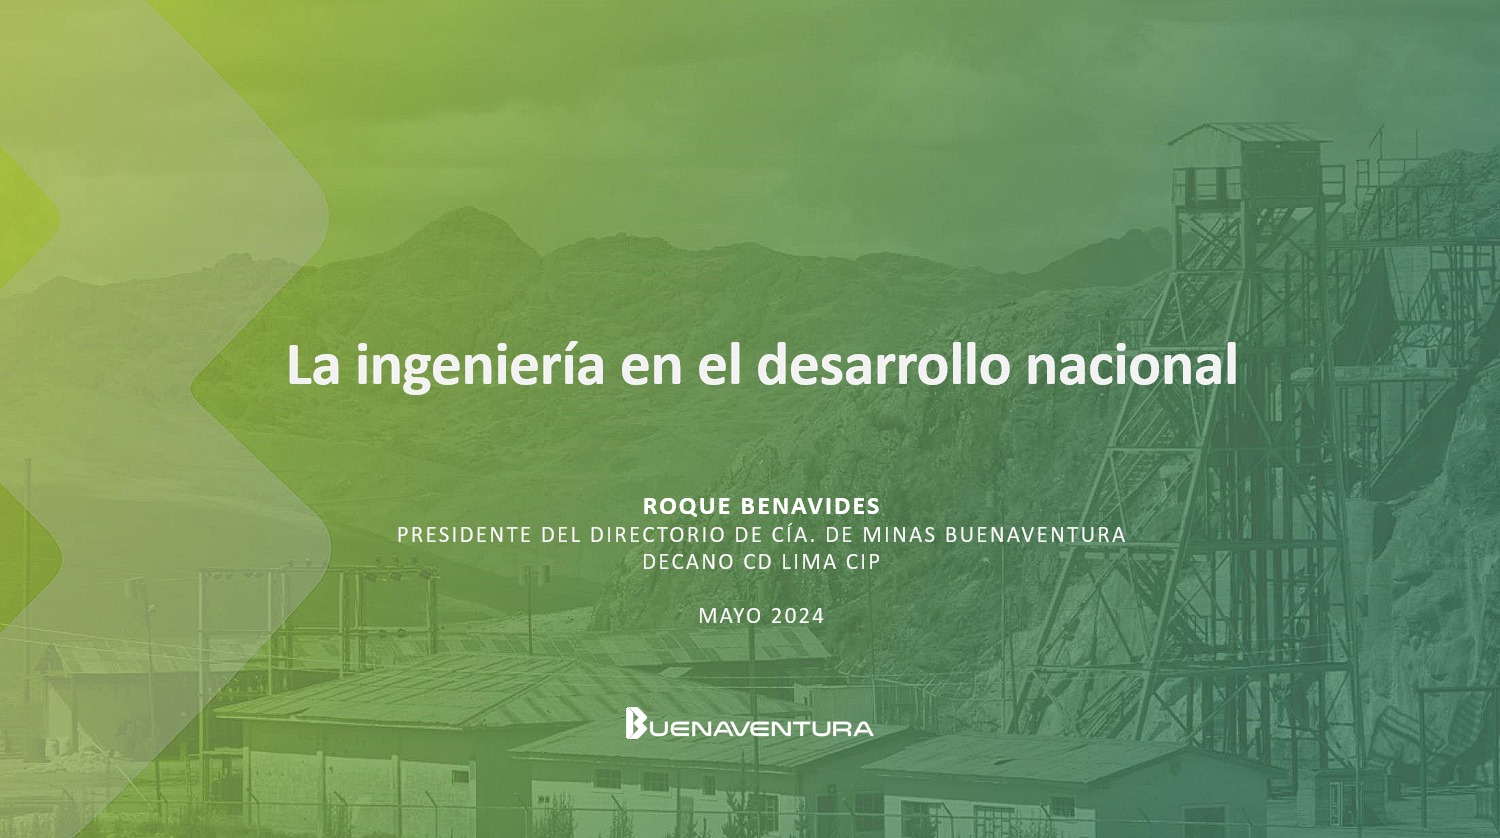 La ingeniería en el desarrollo nacional
ROQUE BENAVIDES
PRESIDENTE DEL DIRECTORIO DE CÍA. DE MINAS BUENAVENTURA
DECANO CD LIMA CIP
MAYO 2024
BUENAVENTURA